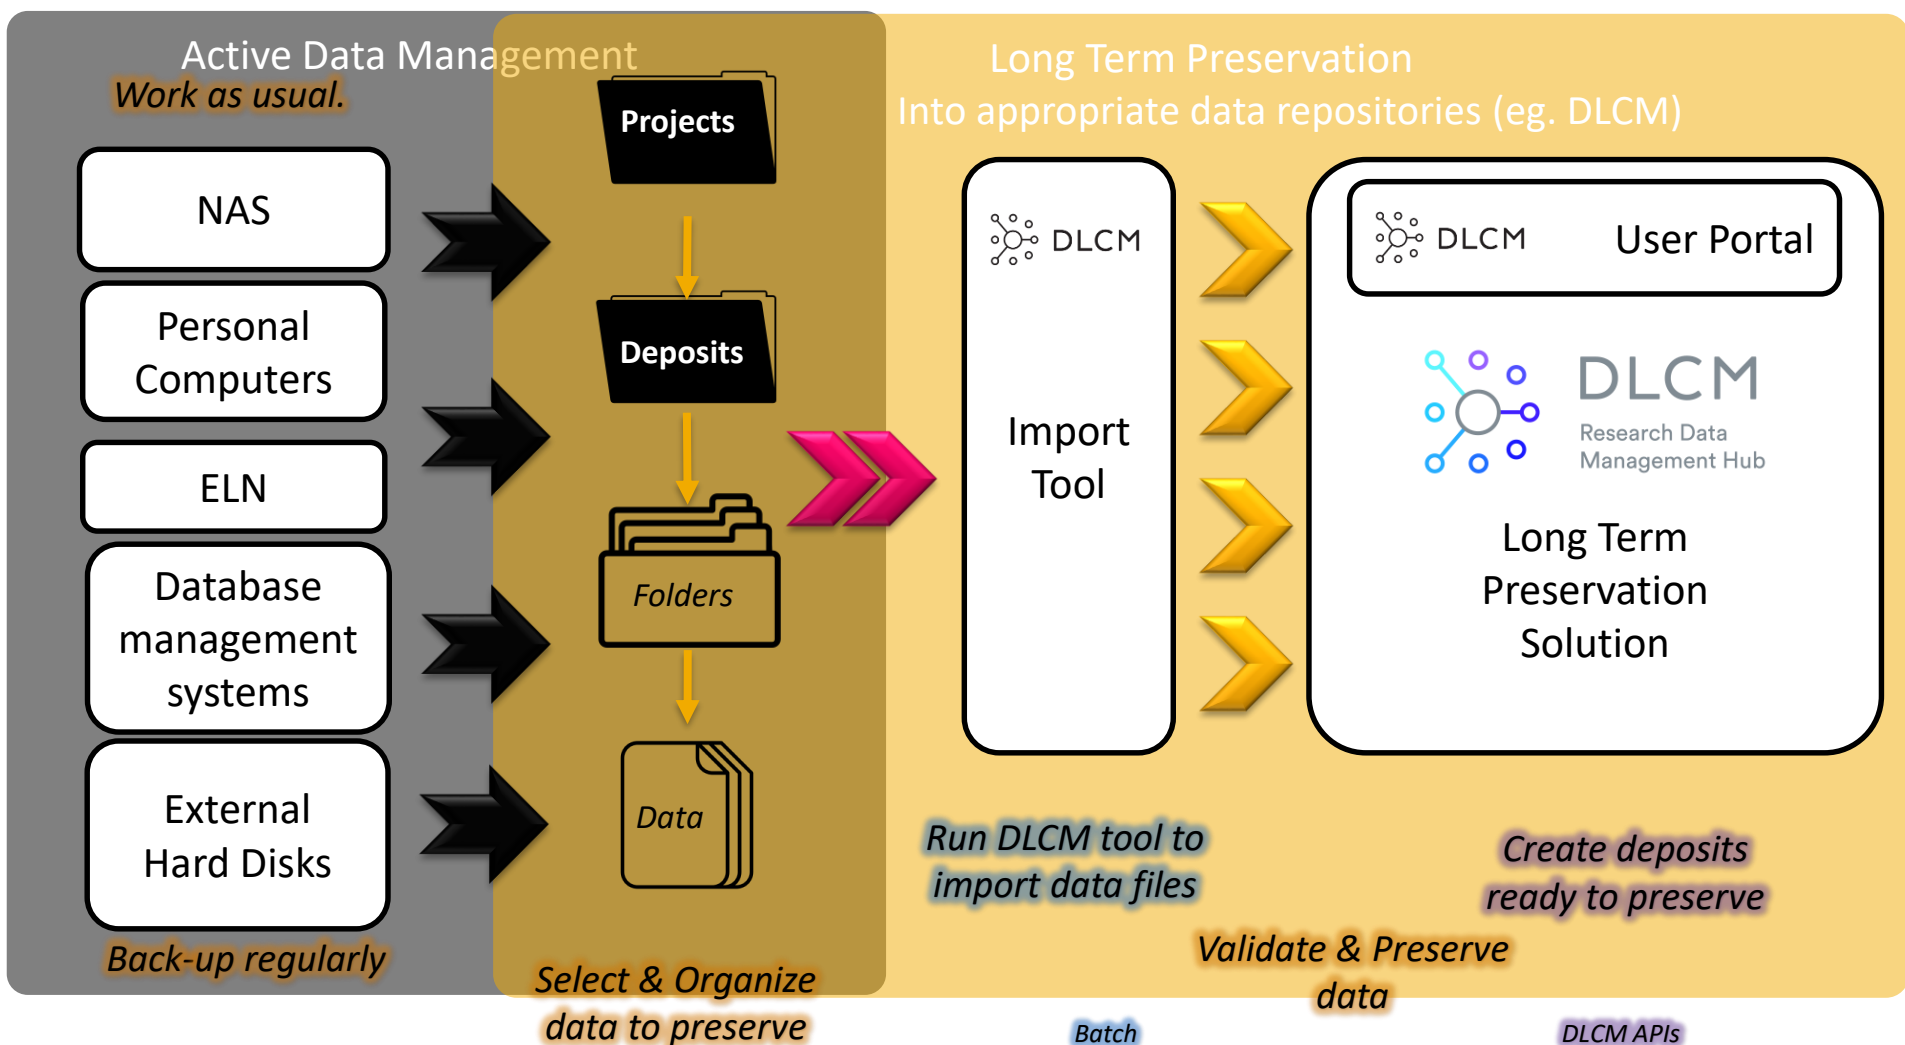 Active Data Management
Work as usual.
NAS
Personal
Computers
ELN
Database
management
systems
External
Hard Disks
Back-up regularly
Projects
Deposits
Folders
Data
Select & Organize
data to preserve
Long Term Preservation
Into appropriate data repositories (eg. DLCM)
DLCM
Import
Tool
DLCM
User Portal
DLCM
Research Data
Management Hub
Long Term
Preservation
Solution
Run DLCM tool to
import data files
Create deposits
ready to preserve
Validate & Preserve
data
Batch
DLCM APIs